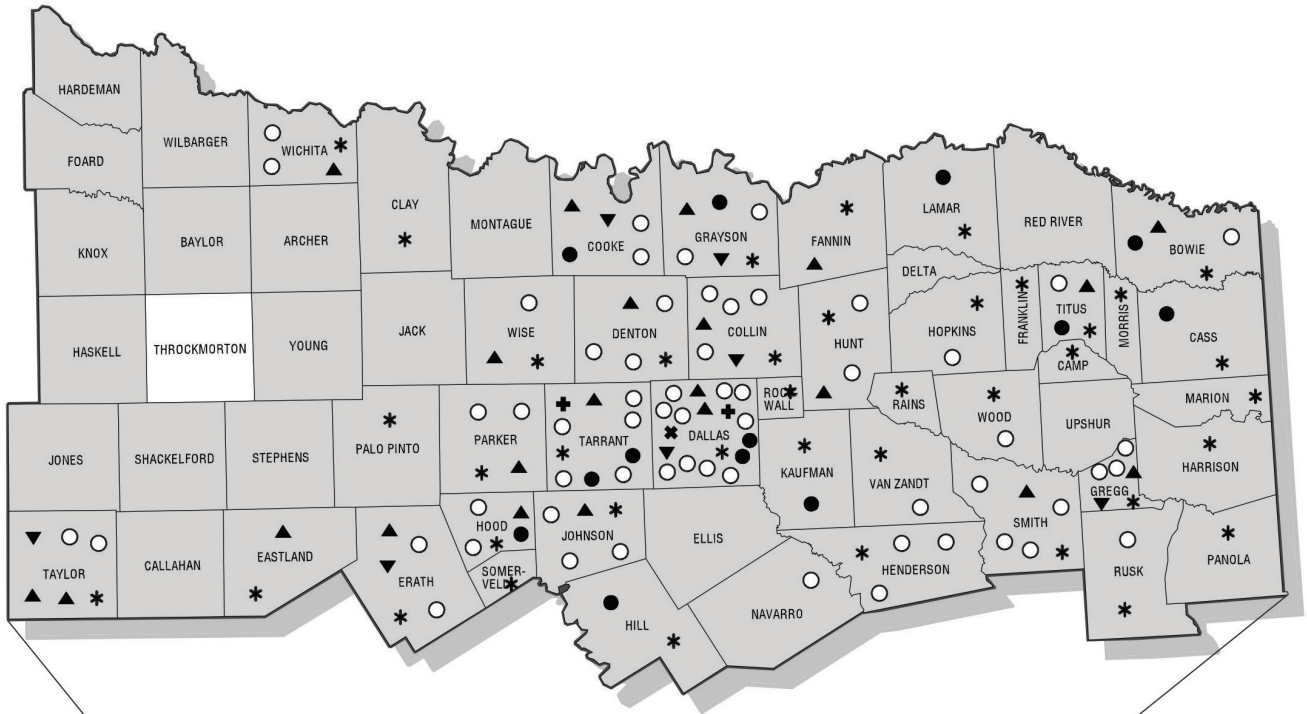 HARDEMAN
WILBARGER
WICHITA
FOARD
CLAY
MONTAGUE
COOKE
GRAYSON
FANNIN
LAMAR
RED RIVER
BOWIE
KNOX
BAYLOR
ARCHER
DELTA
HASKELL
THROCKMORTON
YOUNG
JACK
WISE
DENTON
COLLIN
HUNT
HOPKINS
FRANKLIN
TITUS
MORRIS
CASS
CAMP
JONES
SHACKELFORD
STEPHENS
PALO PINTO
PARKER
TARRANT
DALLAS
ROCK-
WALL
RAINS
WOOD
UPSHUR
MARION
KAUFMAN
VAN ZANDT
HARRISON
GREGG
SMITH
TAYLOR
CALLAHAN
EASTLAND
ERATH
HOOD
SOMER-
VELL
JOHNSON
ELLIS
HENDERSON
RUSK
PANOLA
HILL
NAVARRO